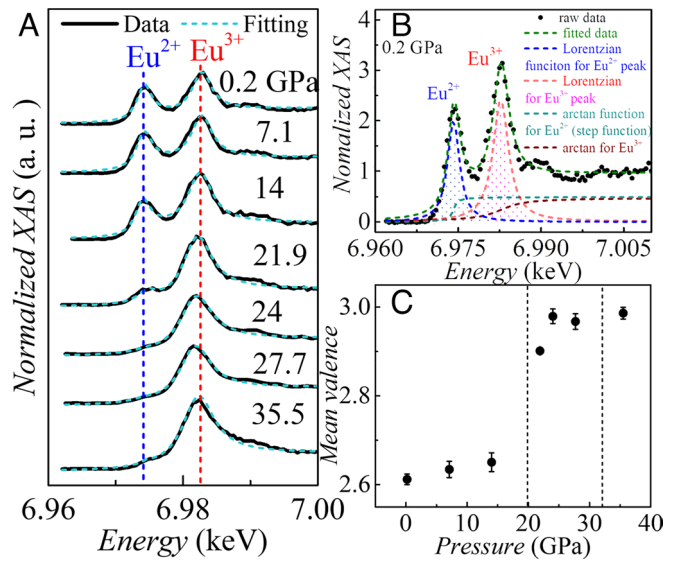 A
Data
Fitting
Eu2+
Eu3+
0.2 GPa
7.1
14
21.9
24
27.7
35.5
Normalized XAS (a. u.)
6.96
6.98
7.00
Energy (keV)
B
0.2 GPa
Eu2+
Eu3+
raw data
fitted data
Lorentzian
funciton for Eu2+ peak
Lorentzian
for Eu3+ peak
arctan function
for Eu2+ (step function)
arctan for Eu3+
Nomalized XAS
4
3
2
1
0
6.960
6.975
6.990
7.005
Energy (keV)
C
Mean valence
3.0
2.8
2.6
0
10
20
30
40
Pressure (GPa)